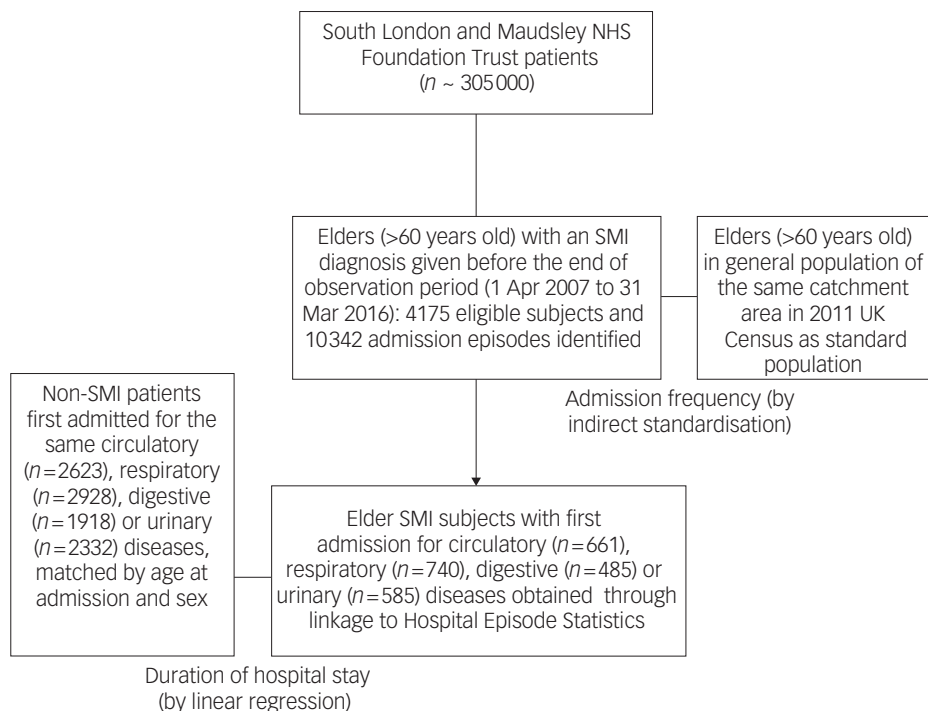 South London and Maudsley NHS
Foundation Trust patients
(n ~ 305000)
Elders (>60 years old) with an SMI
diagnosis given before the end of
observation period (1 Apr 2007 to 31
Mar 2016): 4175 eligible subjects and
10342 admission episodes identified
Elders (>60 years old)
in general population of
the same catchment
area in 2011 UK
Census as standard
population
Admission frequency (by
indirect standardisation)
Non-SMI patients
first admitted for the
same circulatory
(n=2623), respiratory
(n=2928), digestive
(n=1918) or urinary
(n=2332) diseases,
matched by age at
admission and sex
Elder SMI subjects with first
admission for circulatory (n=661),
respiratory (n=740), digestive (n=485) or
urinary (n=585) diseases obtained through
linkage to Hospital Episode Statistics
Duration of hospital stay
(by linear regression)